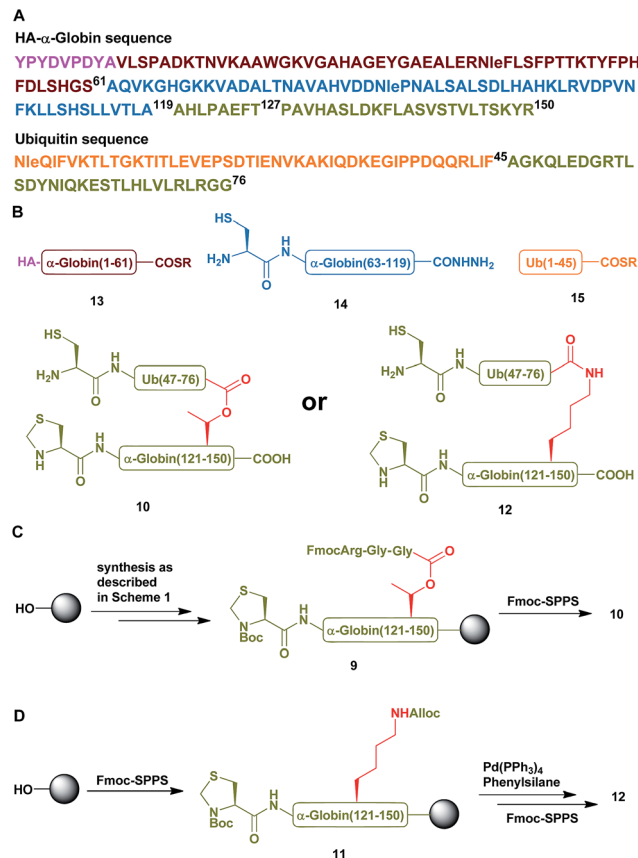 A
HA-α-Globin sequence
YPYDVPDYAVLSPADKTNVKAAWGKVGAHAGEYGAEALERNleFLSFPTTKTYFPH
FDLSHGS61AQVKGHGKKVADALTNAVAHVDDNlePNALSALSDLHAHKLRVDPVN
FKLLSHSLLVTLA119AHLPAEFT127PAVHASLDKFLASVSTVLTSKYR150
Ubiquitin sequence
NleQIFVKTLTGKTITLEVEPSDTIENVKAKIQDKEGIPPDQQRLIF45AGKQLEDGRTL
SDYNIQKESTLHLVLRLRGG76
B
HA-α-Globin(1-61)-COSR
13
HS
H2N
O
H
N
α-Globin(63-119)
CONHNH2
14
Ub(1-45)
COSR
15
HS
H2N
O
H
N
Ub(47-76)
O
O
S
N
H
O
H
N
α-Globin(121-150)
COOH
10
or
HS
H2N
O
H
N
Ub(47-76)
O
NH
S
N
H
O
H
N
α-Globin(121-150)
COOH
12
C
HO
synthesis as
described
in Scheme 1
FmocArg-Gly-Gly
O
O
S
N
Boc
O
H
N
α-Globin(121-150)
9
Fmoc-SPPS
10
D
HO
Fmoc-SPPS
NHAlloc
S
N
Boc
O
H
N
α-Globin(121-150)
11
Pd(PPh3)4
Phenylsilane
Fmoc-SPPS
12